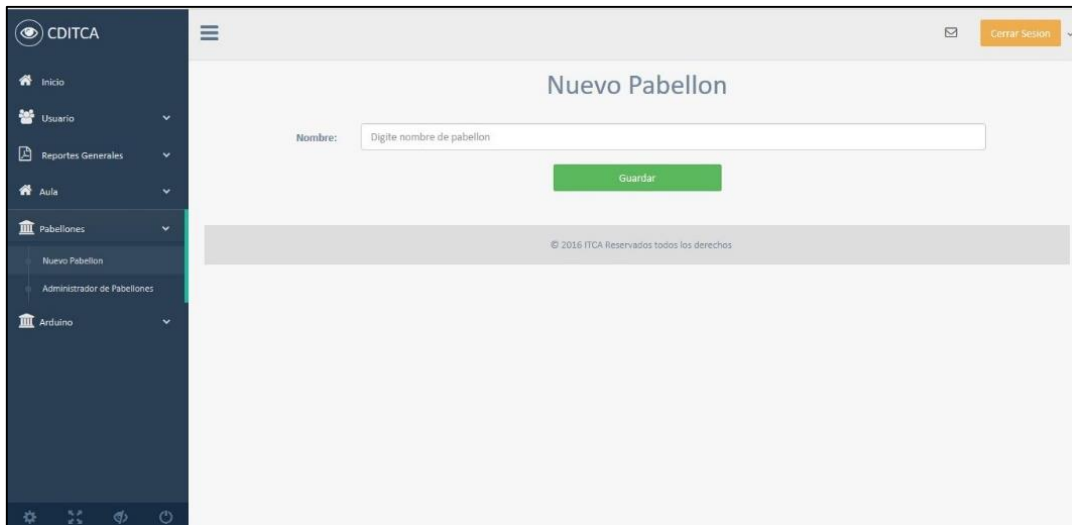 CDITCA
Cerrar Sesion
Inicio
Usuario
Reportes Generales
Aula
Pabellones
Nuevo Pabellon
Administrador de Pabellones
Arduino
Nuevo Pabellon
Nombre:
Digite nombre de pabellon
Guardar
© 2016 ITCA Reservados todos los derechos